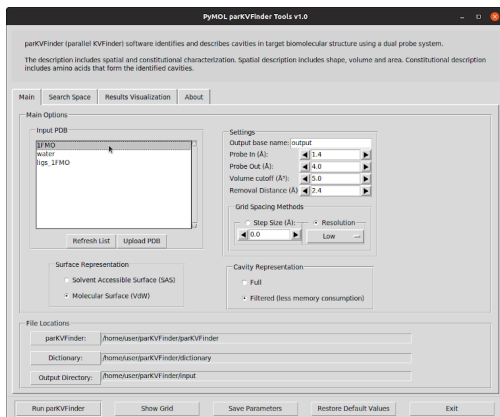 PyMOL parKVFinder Tools v1.0
parKVFinder (parallel KVFinder) software identifies and describes cavities in target biomolecular structure using a dual probe system.
The description includes spatial and constitutional characterization. Spatial description includes shape, volume and area. Constitutional description
includes amino acids that form the identified cavities.
Main
Search Space
Results Visualization
About
Main Options
Input PDB
1FMO
water
ligs_1FMO
Refresh List
Upload PDB
Settings
Output base name: output
Probe In (Å): 1.4
Probe Out (Å): 4.0
Volume cutoff (Å³): 5.0
Removal Distance (Å) 2.4
Grid Spacing Methods
Step Size (Å):
Resolution
0.0
Low
Surface Representation
Solvent Accessible Surface (SAS)
Molecular Surface (VdW)
Cavity Representation
Full
Filtered (less memory consumption)
File Locations
parKVFinder: /home/user/parKVFinder/parKVFinder
Dictionary: /home/user/parKVFinder/dictionary
Output Directory: /home/user/parKVFinder/input
Run parKVFinder
Show Grid
Save Parameters
Restore Default Values
Exit